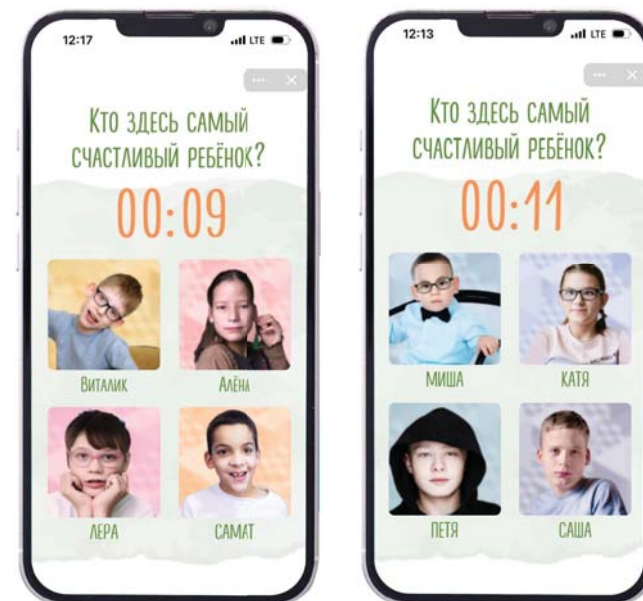 12:17
LTE
Кто здесь самый
счастливый ребёнок?
00:09
Виталик
Алёна
ЛЕРА
САМАТ
12:13
LTE
Кто здесь самый
счастливый ребёнок?
00:11
МИША
КАТЯ
ПЕТЯ
САША